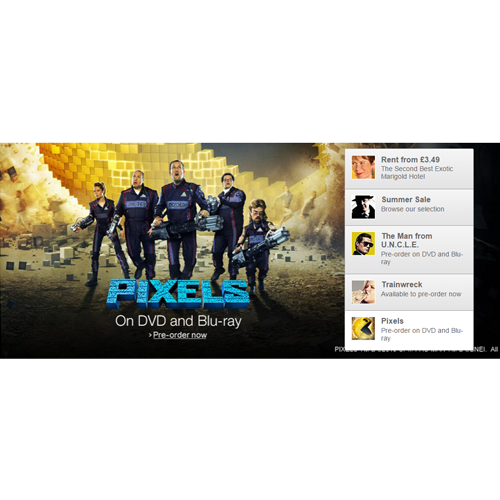 PIXELS
On DVD and Blu-ray
> Pre-order now
Rent from £3.49
The Second Best Exotic
Marigold Hotel
Summer Sale
Browse our selection
The Man from
U.N.C.L.E.
Pre-order on DVD and Blu-
ray
Trainwreck
Available to pre-order now
Pixels
Pre-order on DVD and Blu-
ray
All